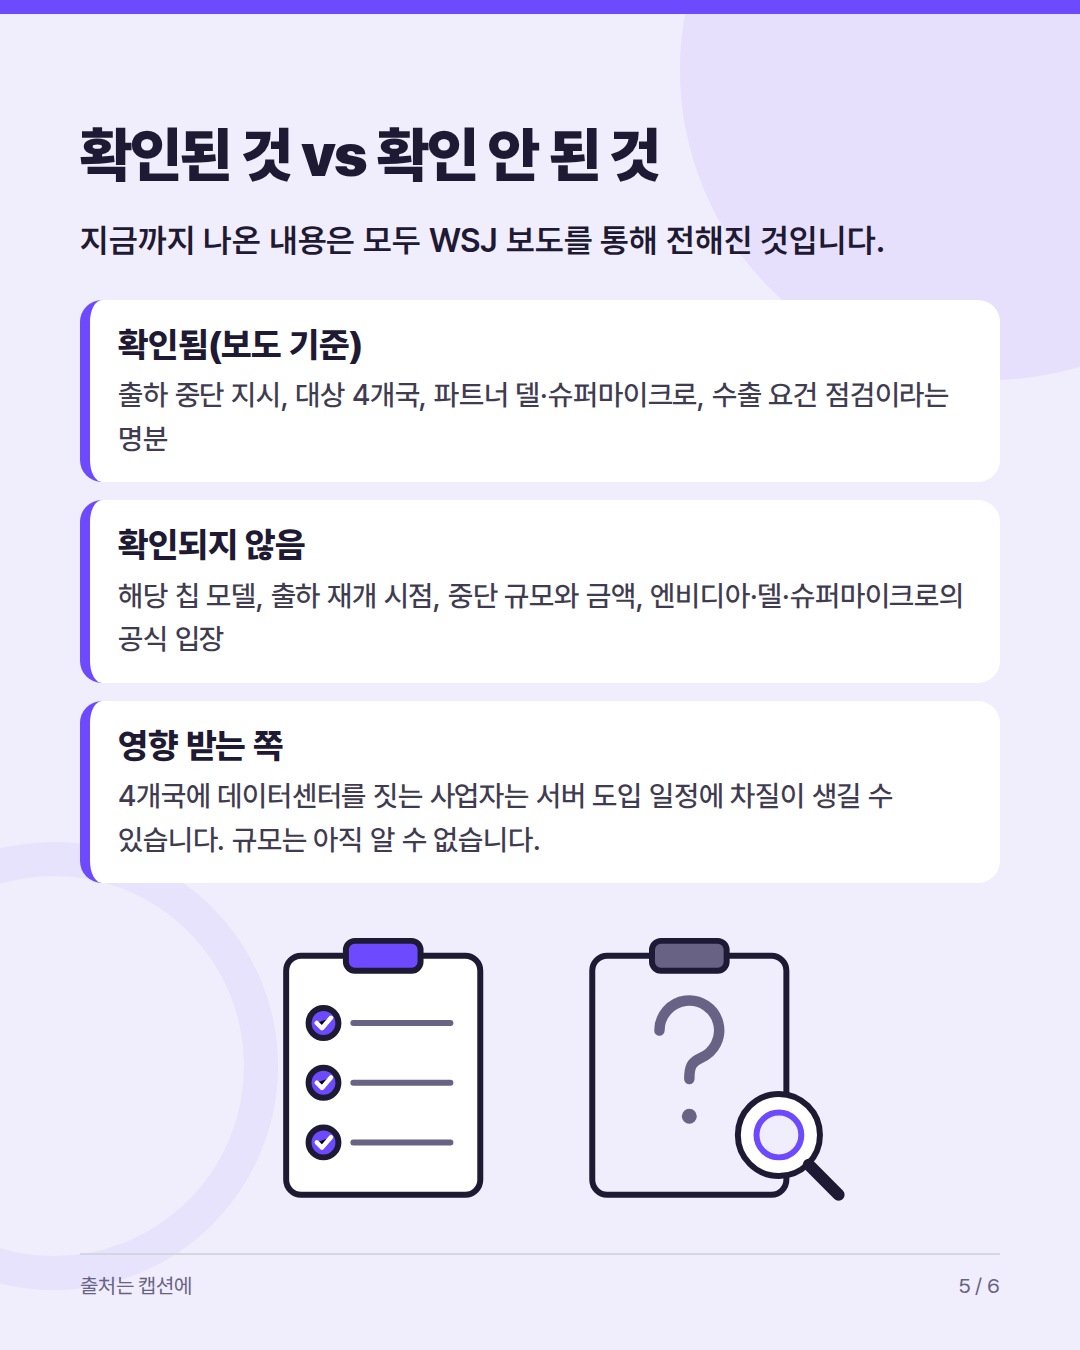 확인된 것 vs 확인 안 된 것
지금까지 나온 내용은 모두 WSJ 보도를 통해 전해진 것입니다.
확인됨(보도 기준)
출하 중단 지시, 대상 4개국, 파트너 델·슈퍼마이크로, 수출 요건 점검이라는
명분
확인되지 않음
해당 칩 모델, 출하 재개 시점, 중단 규모와 금액, 엔비디아·델·슈퍼마이크로의
공식 입장
영향 받는 쪽
4개국에 데이터센터를 짓는 사업자는 서버 도입 일정에 차질이 생길 수
있습니다. 규모는 아직 알 수 없습니다.
출처는 캡션에
5 / 6